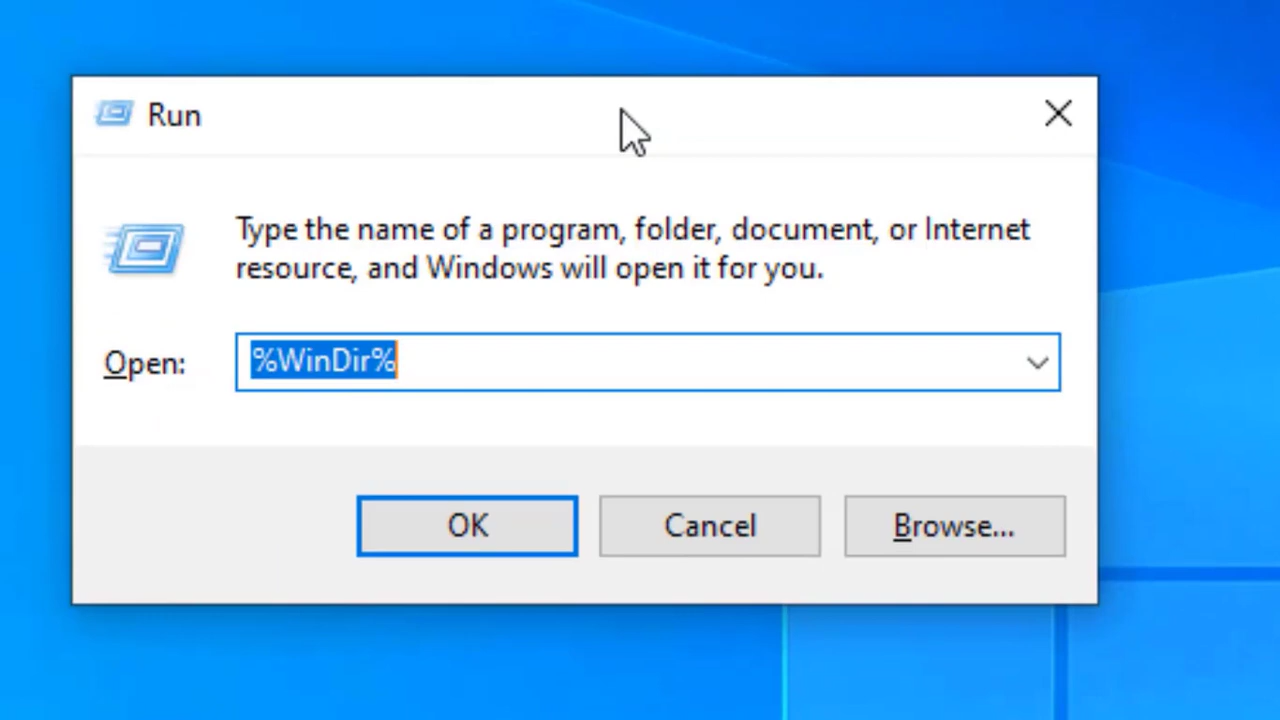 Run
Type the name of a program, folder, document, or Internet
resource, and Windows will open it for you.
Open:
%WinDir%
OK
Cancel
Browse...